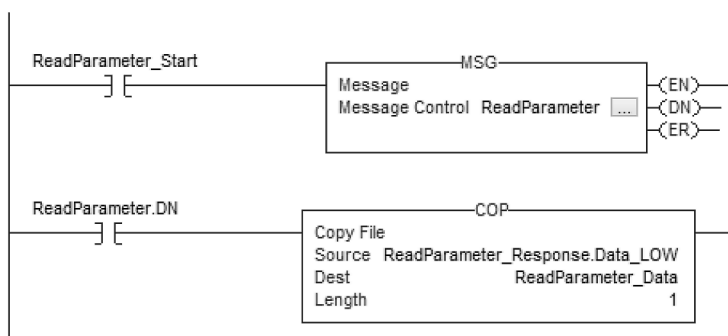 ReadParameter_Start
MSG
Message
Message Control ReadParameter ...
EN
DN
ER
ReadParameter.DN
COP
Copy File
Source ReadParameter_Response.Data_LOW
Dest ReadParameter_Data
Length 1